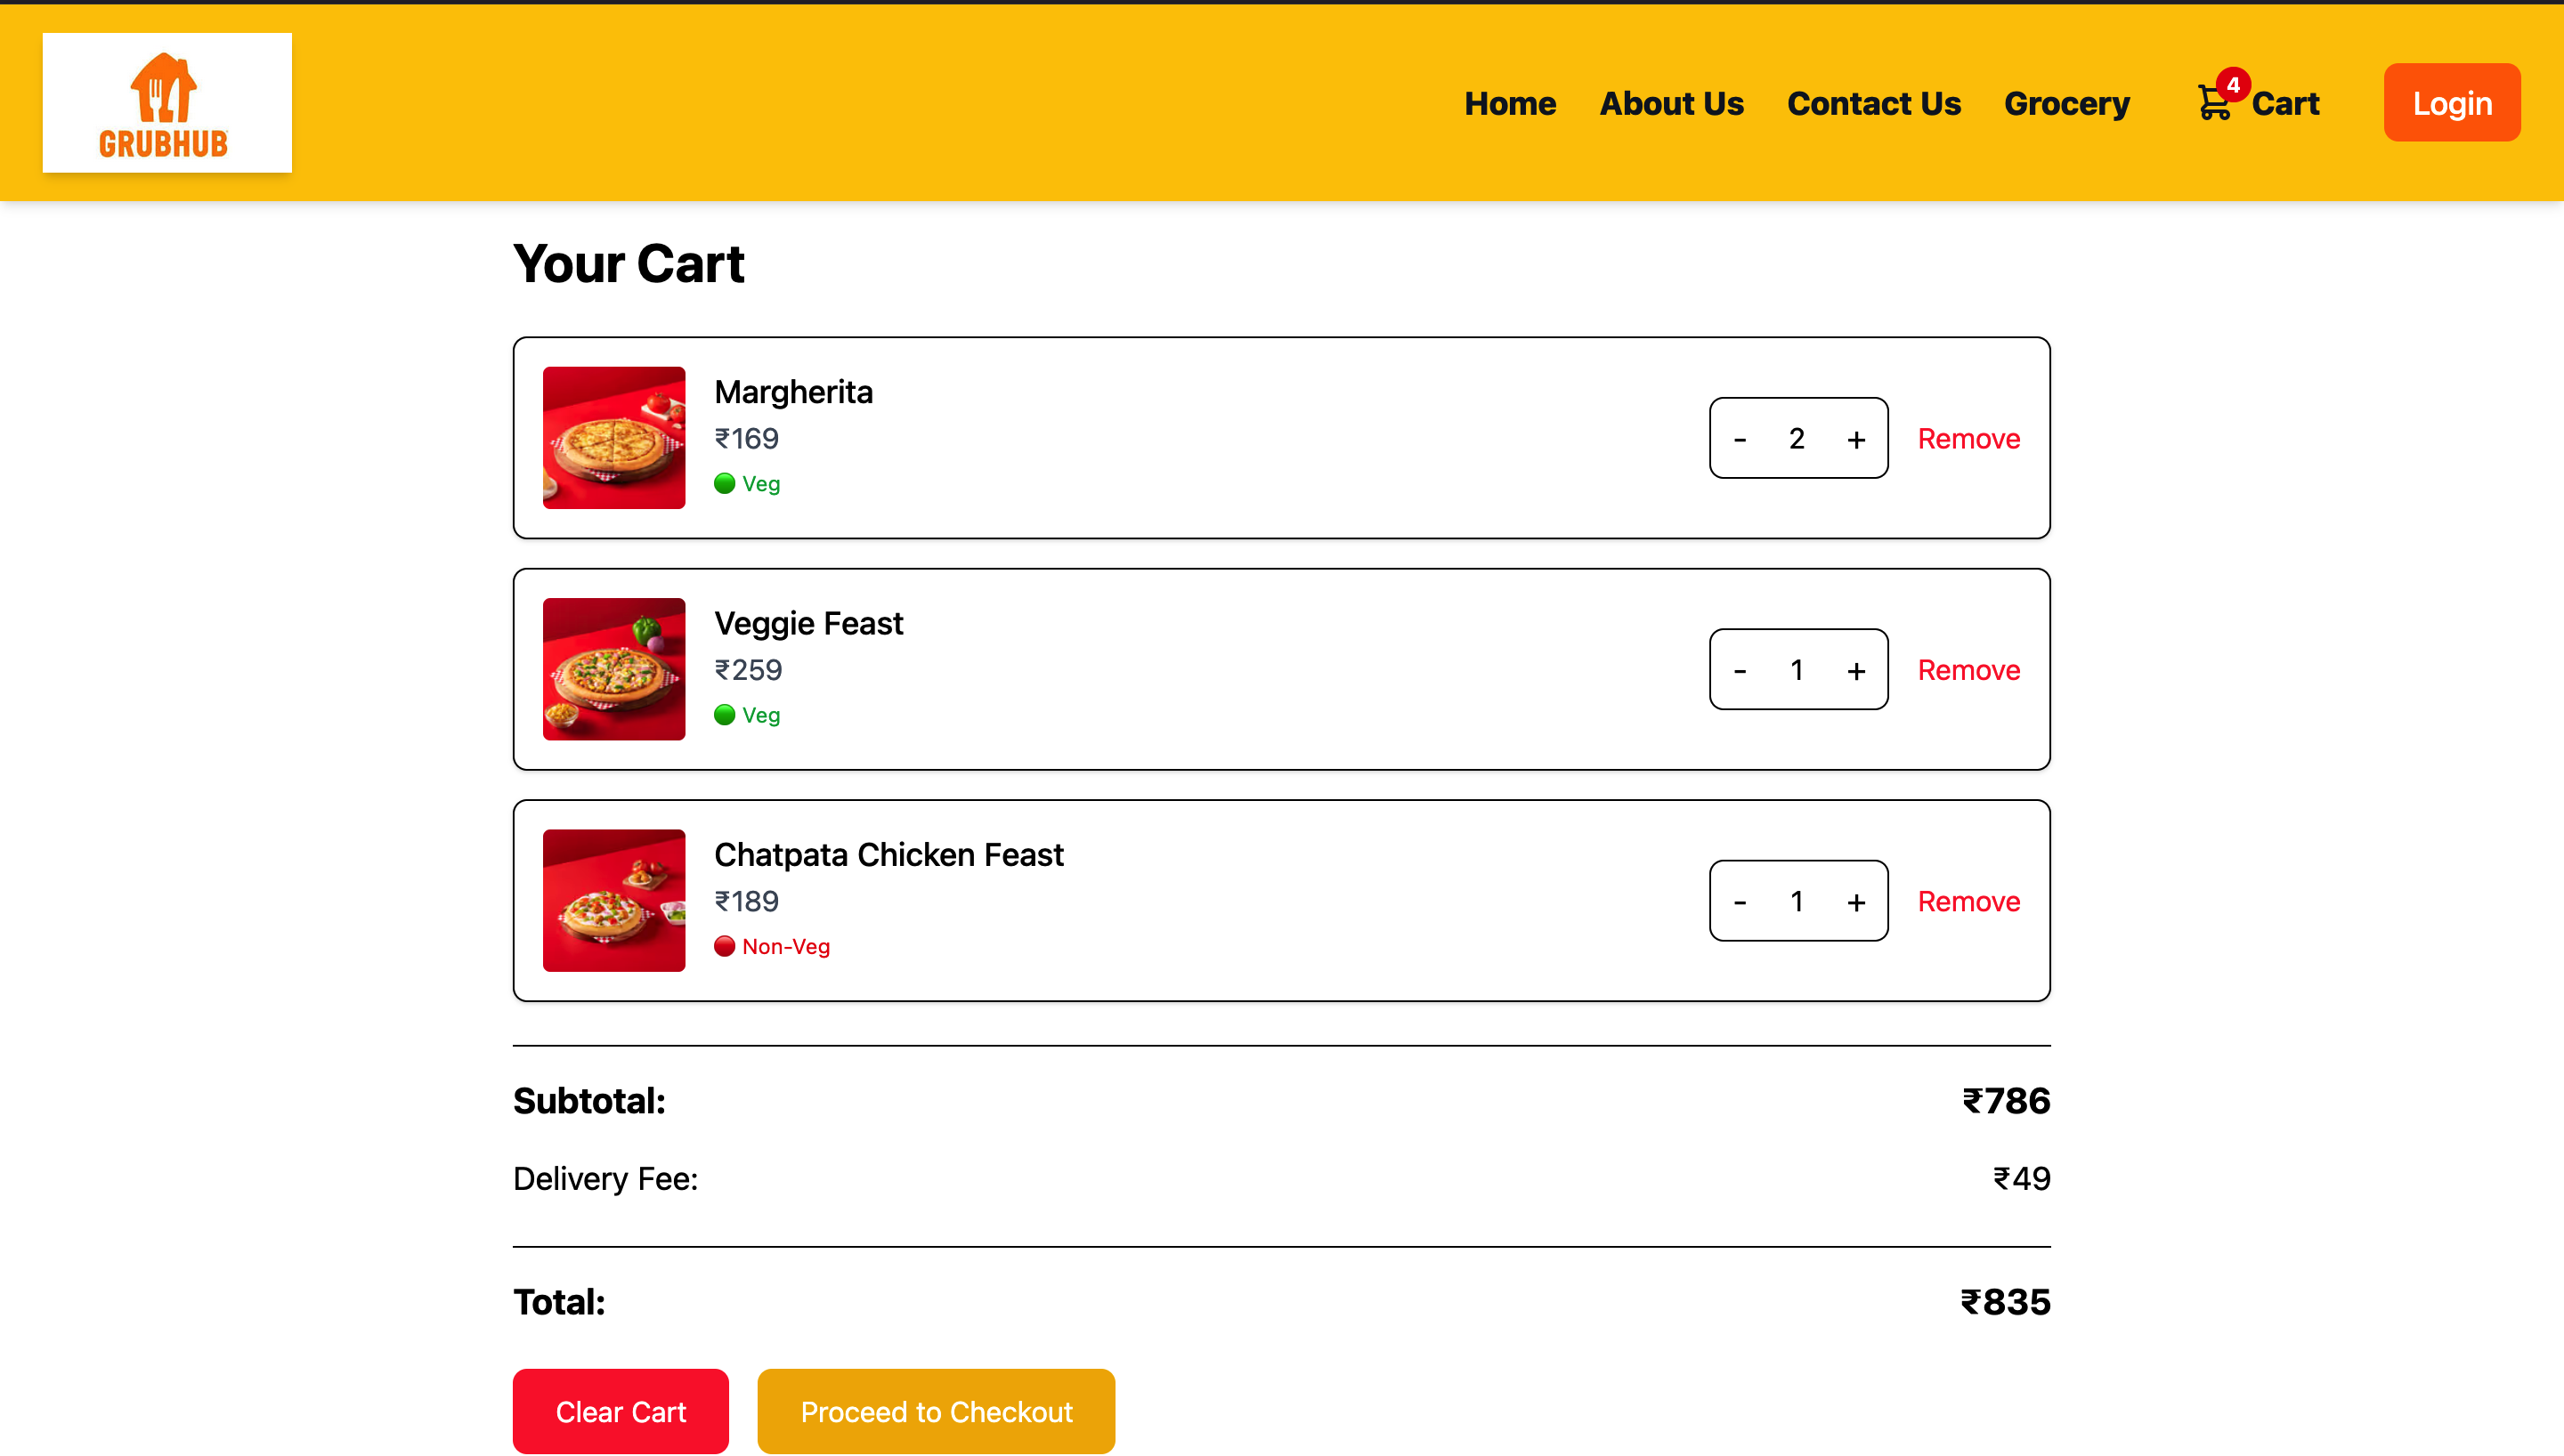 GRUBHUB
Home
About Us
Contact Us
Grocery
4
Cart
Login
Your Cart
Margherita
₹169
Veg
- 2 +
Remove
Veggie Feast
₹259
Veg
- 1 +
Remove
Chatpata Chicken Feast
₹189
Non-Veg
- 1 +
Remove
Subtotal: ₹786
Delivery Fee: ₹49
Total: ₹835
Clear Cart
Proceed to Checkout